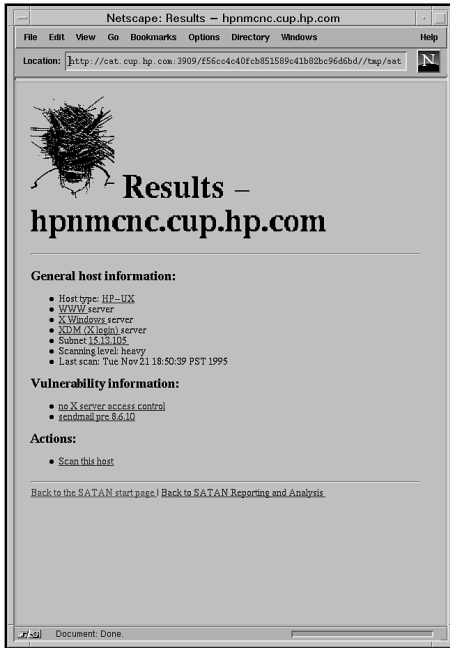 Netscape: Results – hpnmcnc.cup.hp.com
File Edit View Go Bookmarks Options Directory Windows Help
Location: http://cat.cup.hp.com:3909/f56cc4c40fcb851589c41b82bc96d6bd//tmp/sat
N
Results –
hpnmcnc.cup.hp.com
General host information:
Host type: HP–UX
WWW server
X Windows server
XDM (X login) server
Subnet 15.13.105
Scanning level: heavy
Last scan: Tue Nov 21 18:50:39 PST 1995
Vulnerability information:
no X server access control
sendmail pre 8.6.10
Actions:
Scan this host
Back to the SATAN start page | Back to SATAN Reporting and Analysis
Document: Done.